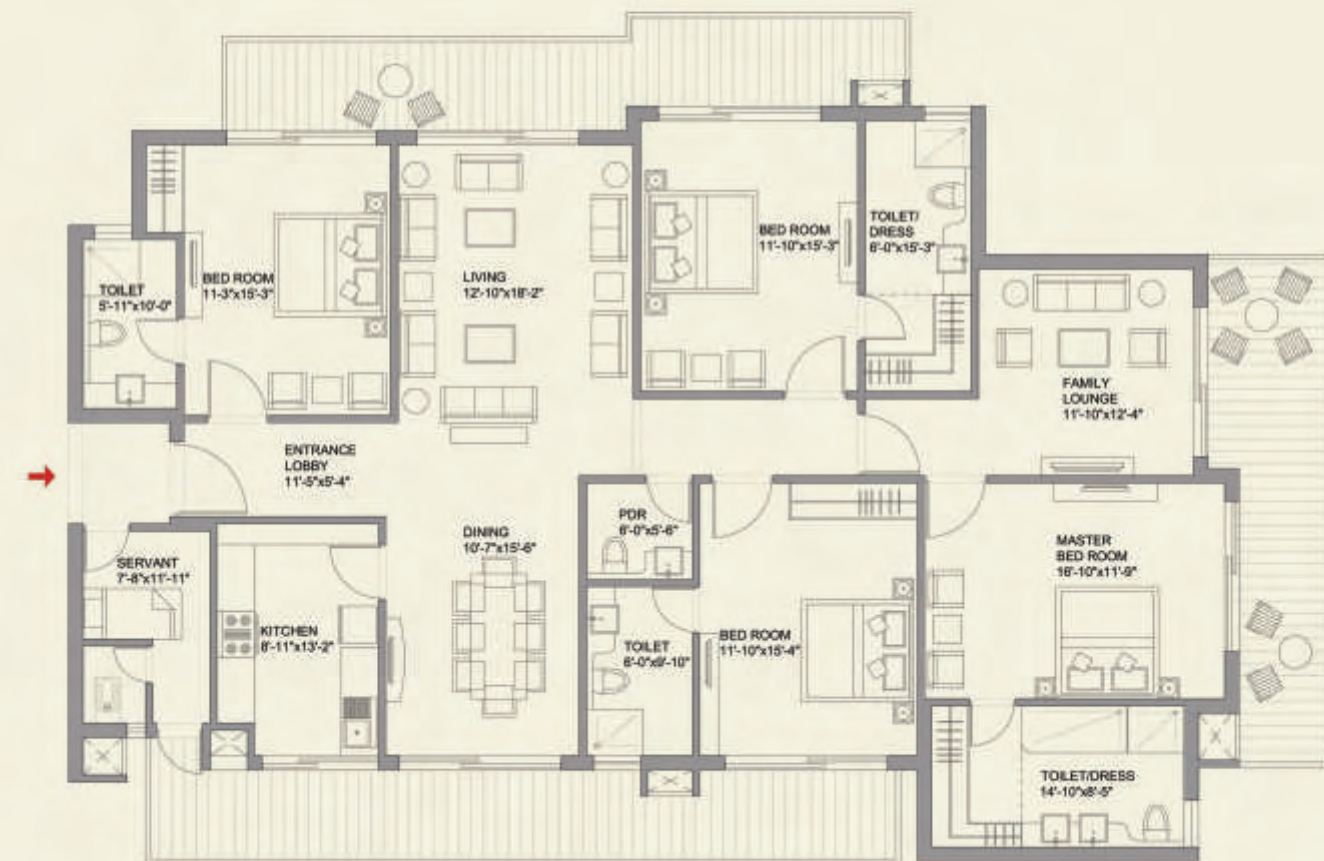 BED ROOM
11'-10"x15'-3"
TOILET/
DRESS
6'-0"x15'-3"
TOILET
5'-11"x10'-0"
BED ROOM
11-3"x15'-3"
LIVING
12'-10"x18'-2"
FAMILY
LOUNGE
11'-10"x12'-4"
ENTRANCE
LOBBY
11'-5"x5'-4"
PDR
6'-0"x5'-6"
DINING
10'-7"x15'-6"
MASTER
BED ROOM
16'-10"x11'-9"
SERVANT
7'-8"x11'-11"
KITCHEN
8'-11"x13'-2"
TOILET
6'-0"x9'-10"
BED ROOM
11'-10"x15'-4"
TOILET/DRESS
14'-10"x8'-5"